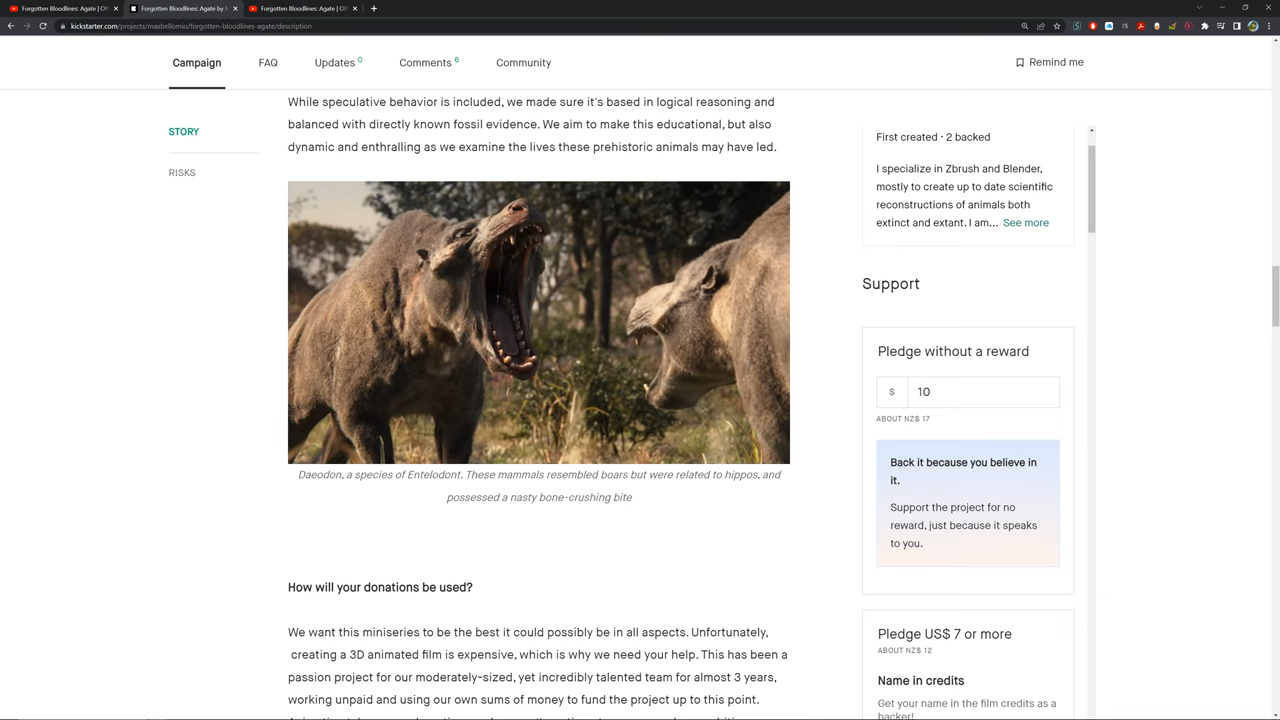 Forgotten Bloodlines: Agate | Of
Forgotten Bloodlines: Agate by
Forgotten Bloodlines: Agate | Of
kickstarter.com/projects/maxbellomio/forgotten-bloodlines-agate/description
Campaign
FAQ
Updates 0
Comments 6
Community
Remind me
STORY
RISKS
While speculative behavior is included, we made sure it's based in logical reasoning and
balanced with directly known fossil evidence. We aim to make this educational, but also
dynamic and enthralling as we examine the lives these prehistoric animals may have led.
Daeodon, a species of Entelodont. These mammals resembled boars but were related to hippos, and
possessed a nasty bone-crushing bite
How will your donations be used?
We want this miniseries to be the best it could possibly be in all aspects. Unfortunately,
creating a 3D animated film is expensive, which is why we need your help. This has been a
passion project for our moderately-sized, yet incredibly talented team for almost 3 years,
working unpaid and using our own sums of money to fund the project up to this point.
First created · 2 backed
I specialize in Zbrush and Blender,
mostly to create up to date scientific
reconstructions of animals both
extinct and extant. I am... See more
Support
Pledge without a reward
$ 10
ABOUT NZ$ 17
Back it because you believe in
it.
Support the project for no
reward, just because it speaks
to you.
Pledge US$ 7 or more
ABOUT NZ$ 12
Name in credits
Get your name in the film credits as a
backer!